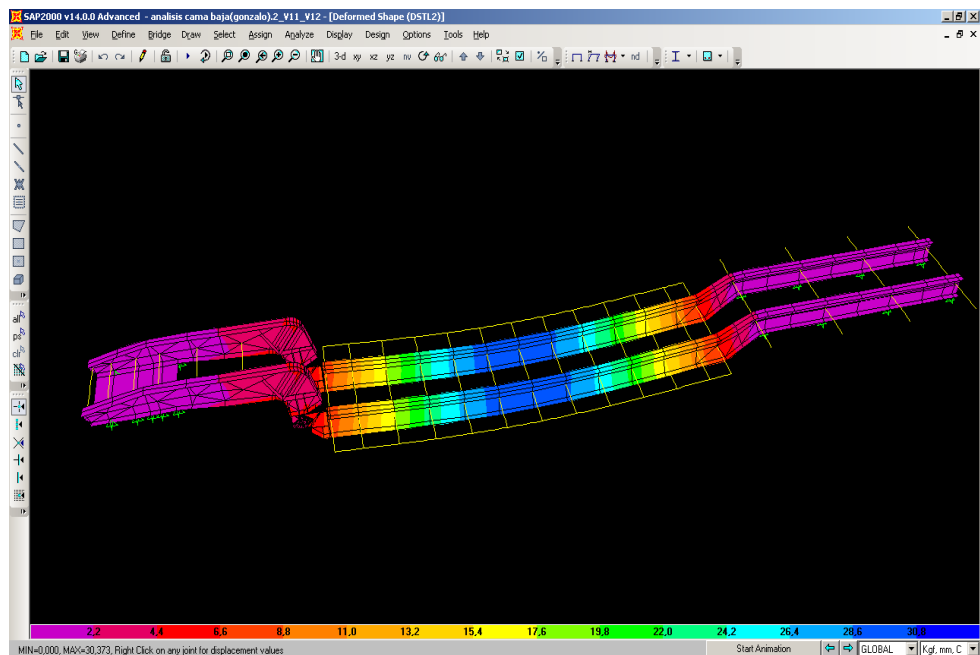 SAP2000 v14.0.0 Advanced - analisis cama baja(gonzalo).2_V11_V12 - [Deformed Shape (DSTL2)]
File Edit View Define Bridge Draw Select Assign Analyze Display Design Options Tools Help
3-d xy xz yz nv nd
all
ps
clr
2,2 4,4 6,6 8,8 11,0 13,2 15,4 17,6 19,8 22,0 24,2 26,4 28,6 30,8
MIN=0,000, MAX=30,373, Right Click on any joint for displacement values Start Animation GLOBAL Kgf, mm, C